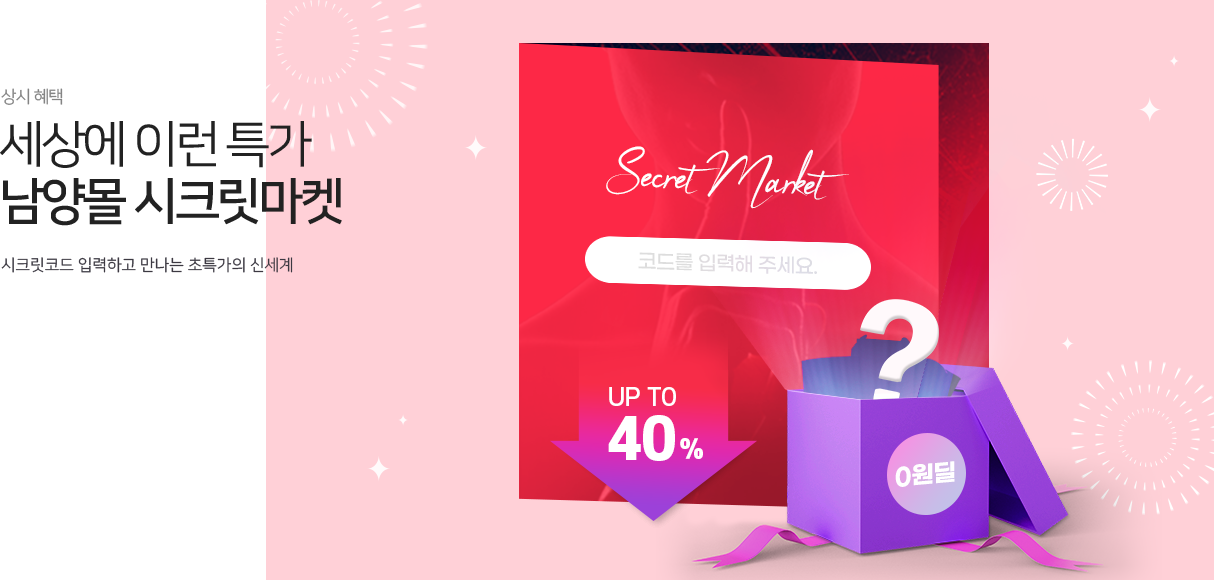 상시 혜택
세상에 이런 특가
남양몰 시크릿마켓
시크릿코드 입력하고 만나는 초특가의 신세계
Secret Market
코드를 입력해 주세요.
?
UP TO
40%
0원딜